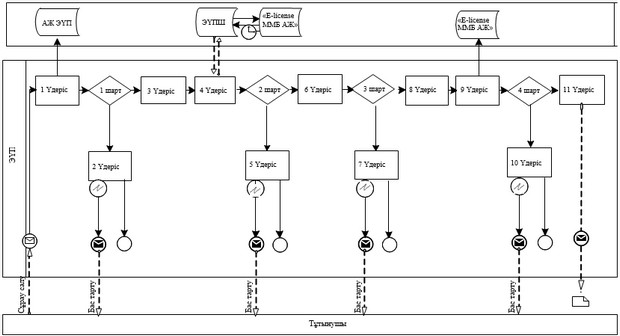 АЖ ЭҮП
ЭҮПШ
«E-license
ММБ АЖ»
«E-license
ММБ АЖ»
ЭҮП
1 Үдеріс
1 шарт
3 Үдеріс
4 Үдеріс
2 шарт
6 Үдеріс
3 шарт
8 Үдеріс
9 Үдеріс
4 шарт
11 Үдеріс
2 Үдеріс
5 Үдеріс
7 Үдеріс
10 Үдеріс
Сұрау салу
Бас тарту
Бас тарту
Бас тарту
Бас тарту
Тұтынушы